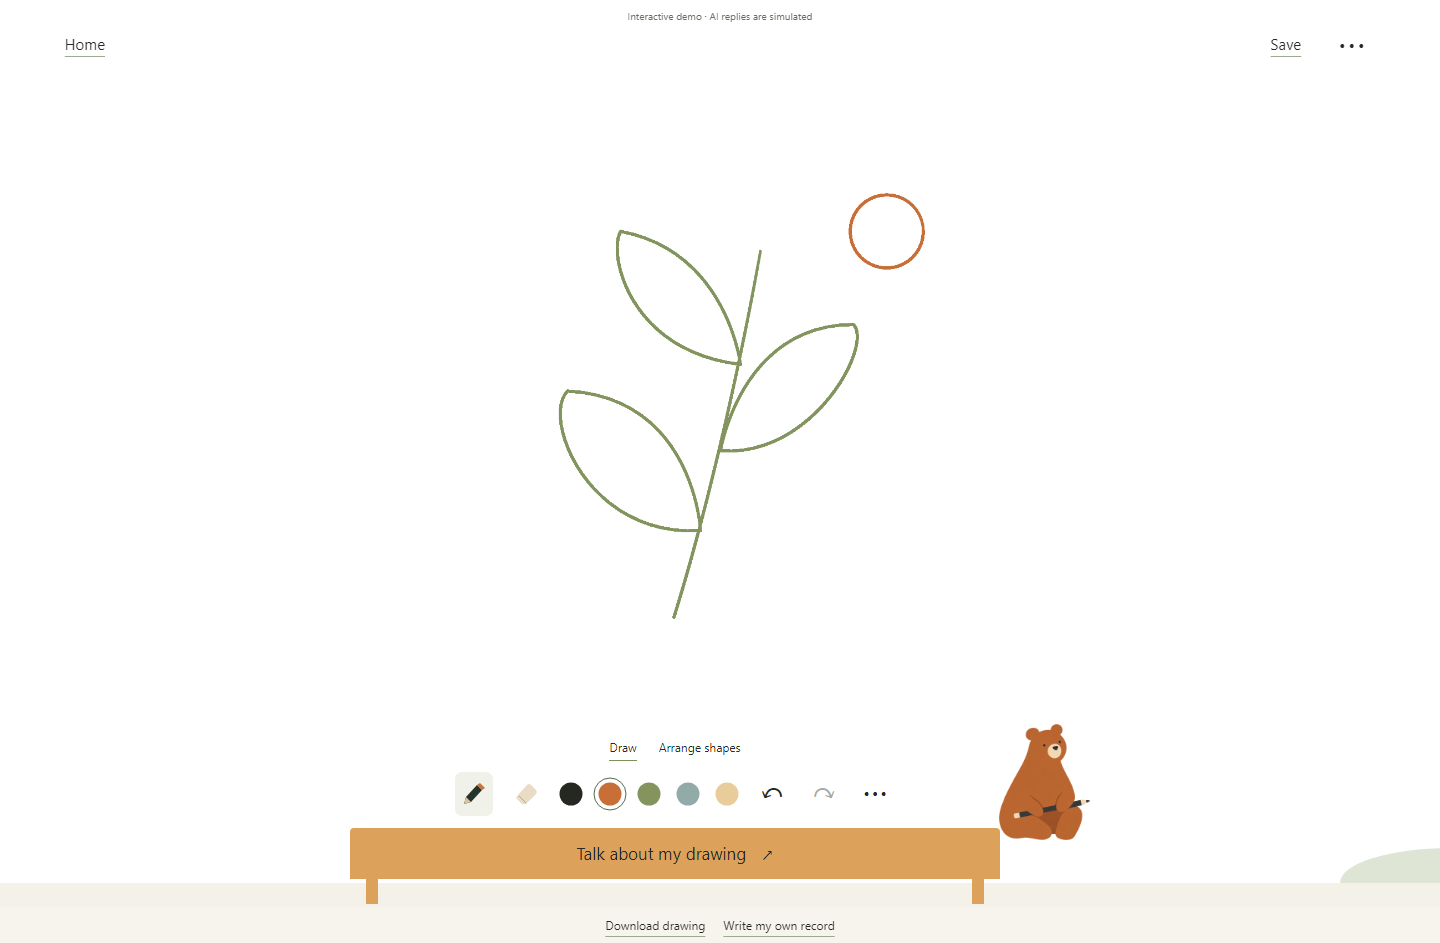 Interactive demo · AI replies are simulated
Home
Save
Draw
Arrange shapes
Talk about my drawing ↗
Download drawing
Write my own record